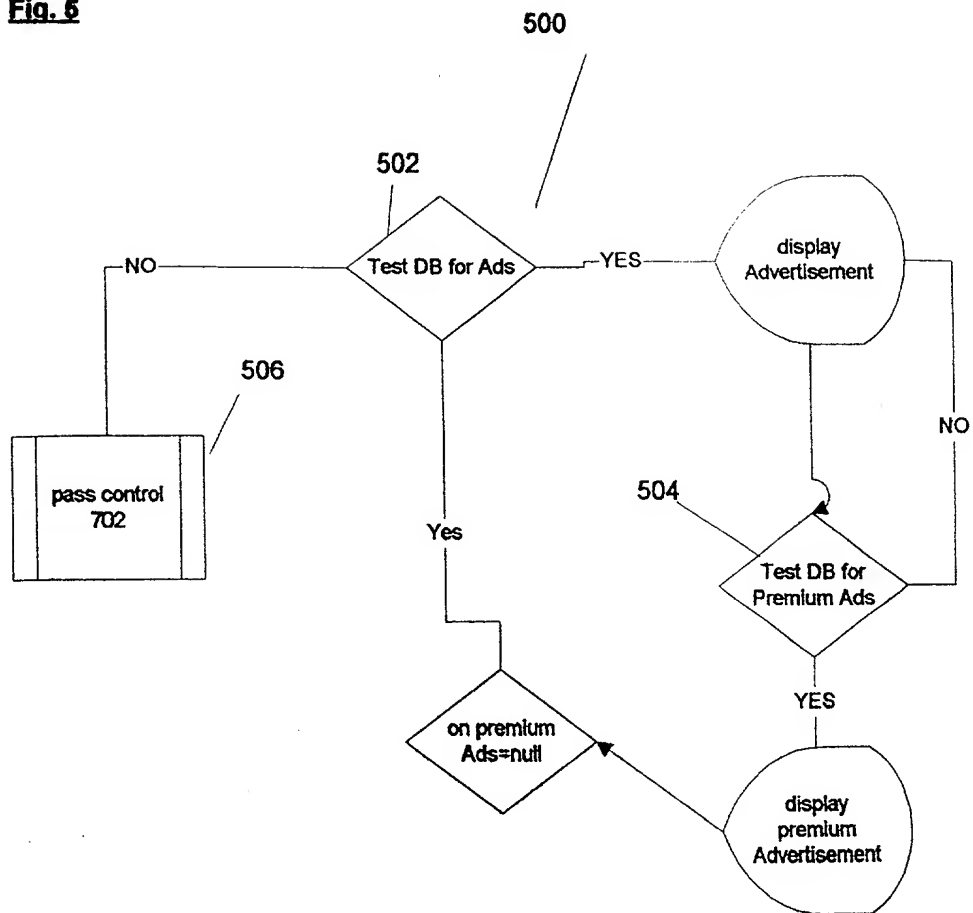 Fig. 5
500
502
Test DB for Ads
NO
YES
display
Advertisement
506
pass control
702
NO
504
Yes
Test DB for
Premium Ads
YES
on premium
Ads=null
display
premium
Advertisement